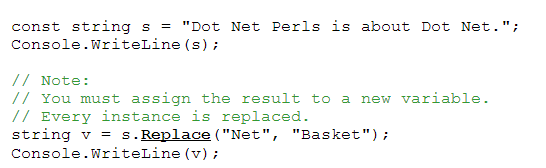 const string s = "Dot Net Perls is about Dot Net.";
Console.WriteLine(s);
// Note:
// You must assign the result to a new variable.
// Every instance is replaced.
string v = s.Replace("Net", "Basket");
Console.WriteLine(v);